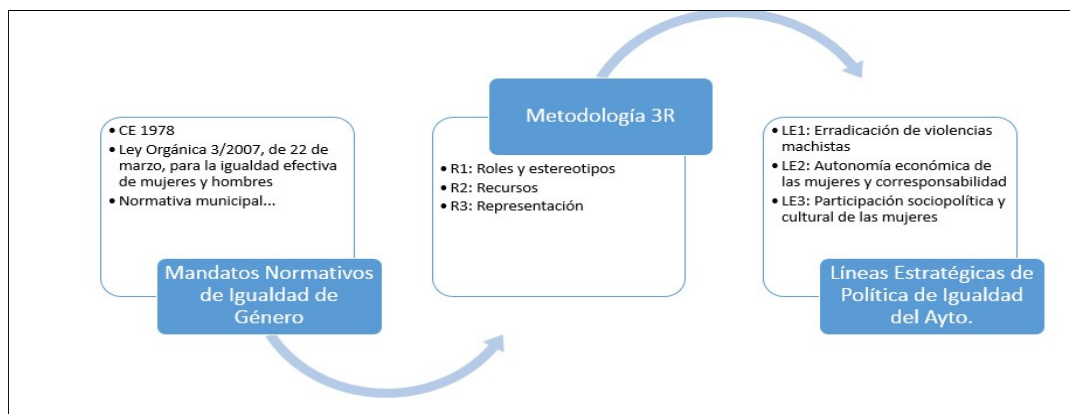 • CE 1978
• Ley Orgánica 3/2007, de 22 de
marzo, para la igualdad efectiva
de mujeres y hombres
• Normativa municipal...
Mandatos Normativos
de Igualdad de
Género
Metodología 3R
• R1: Roles y estereotipos
• R2: Recursos
• R3: Representación
• LE1: Erradicación de violencias
machistas
• LE2: Autonomía económica de
las mujeres y corresponsabilidad
• LE3: Participación sociopolítica y
cultural de las mujeres
Líneas Estratégicas de
Política de Igualdad
del Ayto.